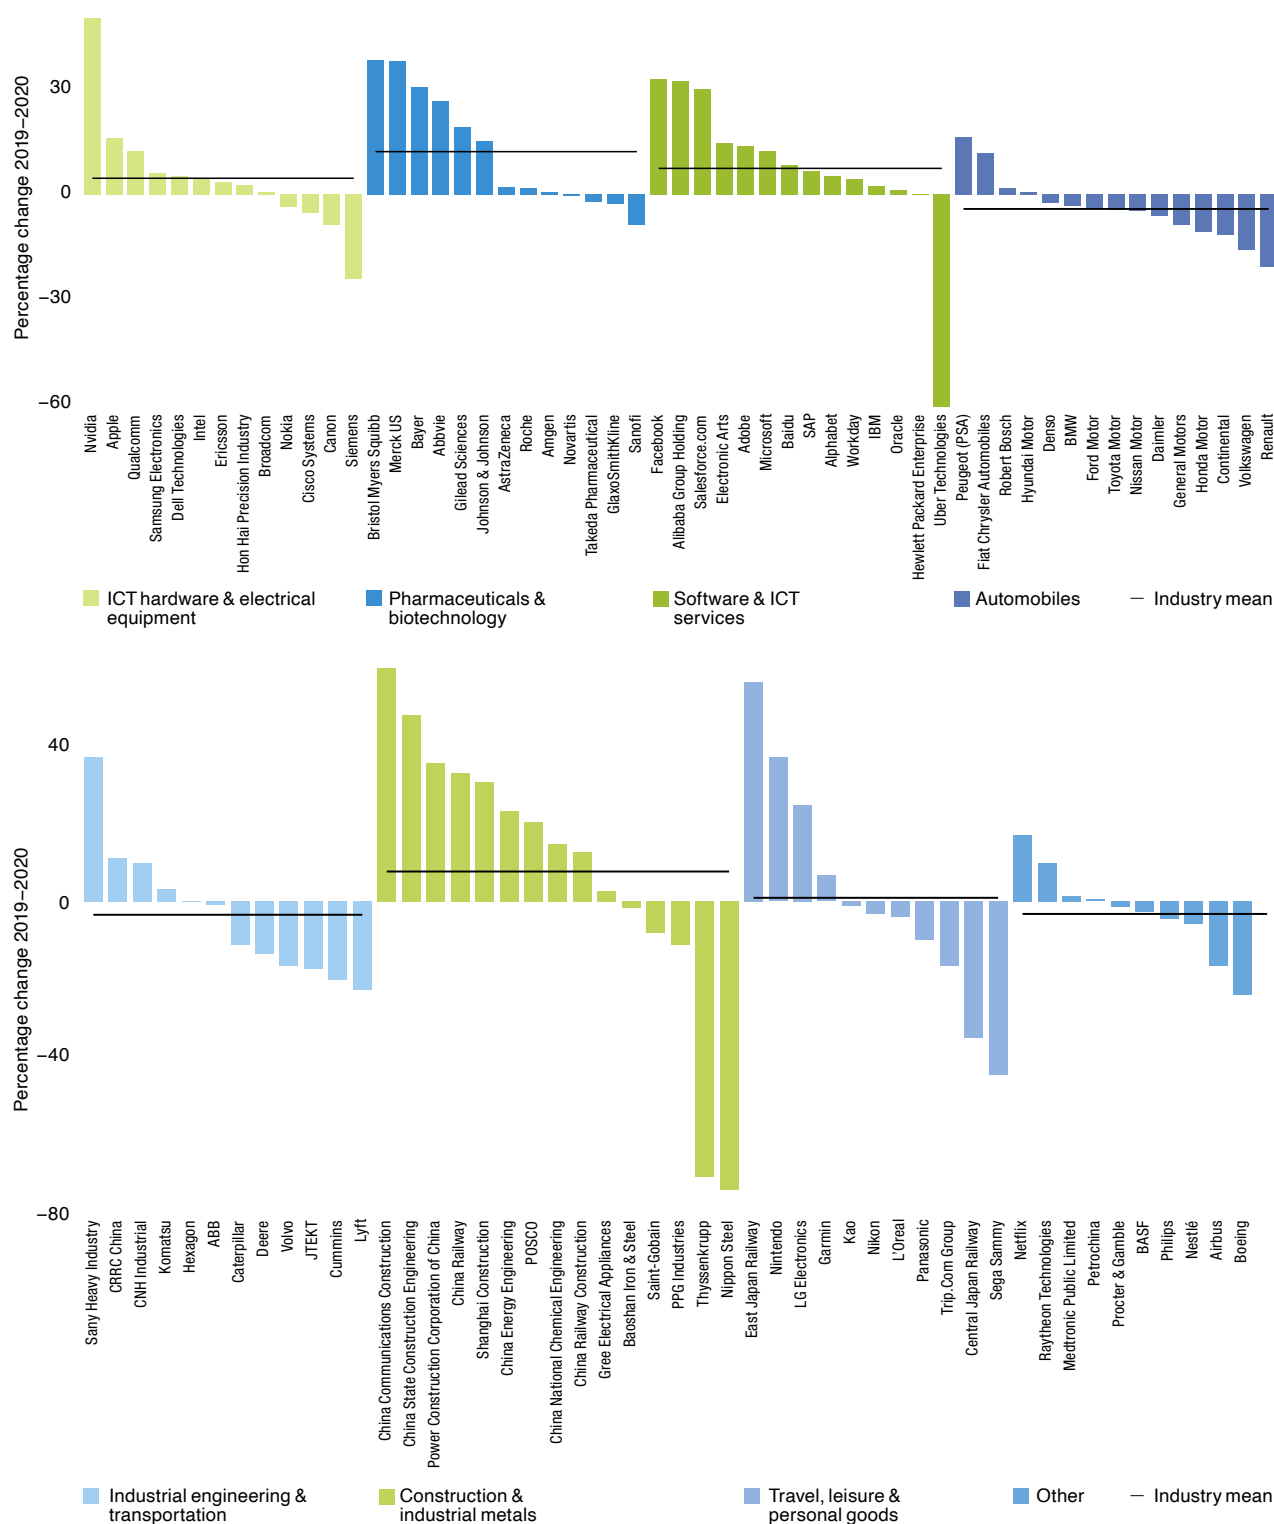 Percentage change 2019–2020
30
0
−30
−60
Nvidia
Apple
Qualcomm
Samsung Electronics
Dell Technologies
Intel
Ericsson
Hon Hai Precision Industry
Broadcom
Nokia
Cisco Systems
Canon
Siemens
Bristol Myers Squibb
Merck US
Bayer
Abbvie
Gilead Sciences
Johnson & Johnson
AstraZeneca
Roche
Amgen
Novartis
Takeda Pharmaceutical
GlaxoSmithKline
Sanofi
Facebook
Alibaba Group Holding
Salesforce.com
Electronic Arts
Adobe
Microsoft
Baidu
SAP
Alphabet
Workday
IBM
Oracle
Hewlett Packard Enterprise
Uber Technologies
Peugeot (PSA)
Fiat Chrysler Automobiles
Robert Bosch
Hyundai Motor
Denso
BMW
Ford Motor
Toyota Motor
Nissan Motor
Daimler
General Motors
Honda Motor
Continental
Volkswagen
Renault
ICT hardware & electrical
equipment
Pharmaceuticals &
biotechnology
Software & ICT
services
Automobiles
— Industry mean
Percentage change 2019–2020
40
0
−40
−80
Sany Heavy Industry
CRRC China
CNH Industrial
Komatsu
Hexagon
ABB
Caterpillar
Deere
Volvo
JTEKT
Cummins
Lyft
China Communications Construction
China State Construction Engineering
Power Construction Corporation of China
China Railway
Shanghai Construction
China Energy Engineering
POSCO
China National Chemical Engineering
China Railway Construction
Gree Electrical Appliances
Baoshan Iron & Steel
Saint-Gobain
PPG Industries
Thyssenkrupp
Nippon Steel
East Japan Railway
Nintendo
LG Electronics
Garmin
Kao
Nikon
L'Oreal
Panasonic
Trip.Com Group
Central Japan Railway
Sega Sammy
Netflix
Raytheon Technologies
Medtronic Public Limited
Petrochina
Procter & Gamble
BASF
Philips
Nestlé
Airbus
Boeing
Industrial engineering &
transportation
Construction &
industrial metals
Travel, leisure &
personal goods
Other
— Industry mean